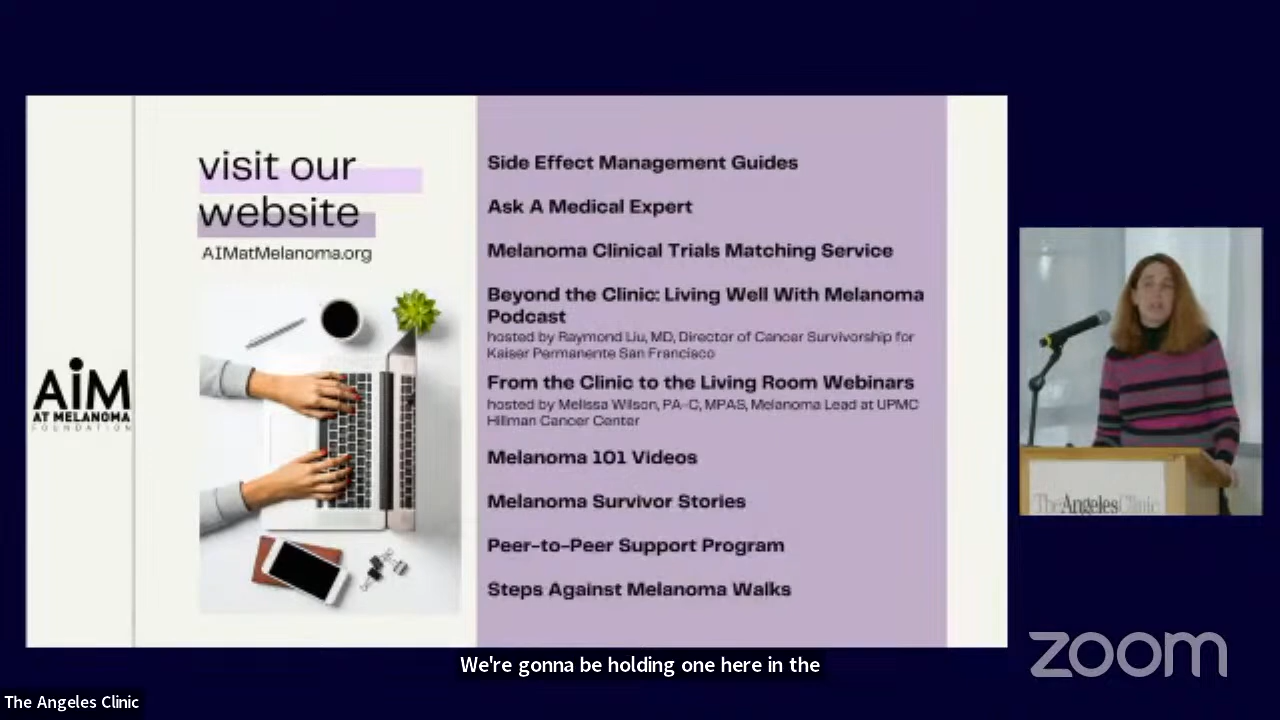 visit our
website
AIMatMelanoma.org
AiM
AT MELANOMA
FOUNDATION
Side Effect Management Guides
Ask A Medical Expert
Melanoma Clinical Trials Matching Service
Beyond the Clinic: Living Well With Melanoma
Podcast
hosted by Raymond Liu, MD, Director of Cancer Survivorship for
Kaiser Permanente San Francisco
From the Clinic to the Living Room Webinars
hosted by Melissa Wilson, PA-C, MPAS, Melanoma Lead at UPMC
Hillman Cancer Center
Melanoma 101 Videos
Melanoma Survivor Stories
Peer-to-Peer Support Program
Steps Against Melanoma Walks
TheAngelesClinic
We're gonna be holding one here in the
zoom
The Angeles Clinic